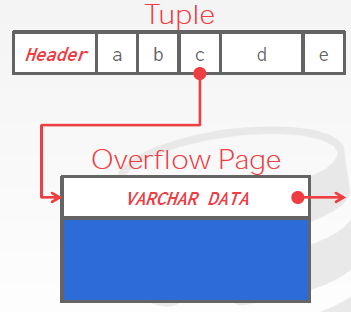 Tuple
Header a b c d e
Overflow Page
VARCHAR DATA